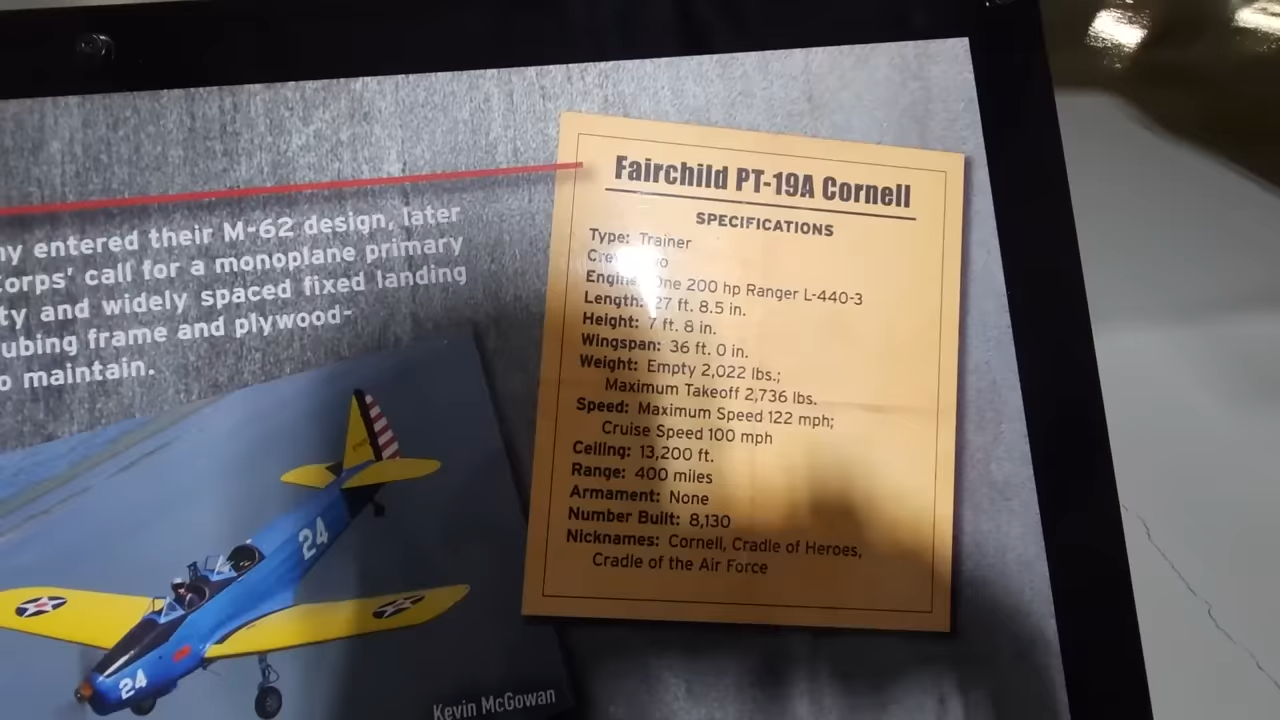 ny entered their M-62 design, later
Corps' call for a monoplane primary
ty and widely spaced fixed landing
ubing frame and plywood-
o maintain.
Fairchild PT-19A Cornell
SPECIFICATIONS
Type: Trainer
Crew: Two
Engine: One 200 hp Ranger L-440-3
Length: 27 ft. 8.5 in.
Height: 7 ft. 8 in.
Wingspan: 36 ft. 0 in.
Weight: Empty 2,022 lbs.;
Maximum Takeoff 2,736 lbs.
Speed: Maximum Speed 122 mph;
Cruise Speed 100 mph
Ceiling: 13,200 ft.
Range: 400 miles
Armament: None
Number Built: 8,130
Nicknames: Cornell, Cradle of Heroes,
Cradle of the Air Force
24
24
Kevin McGowan